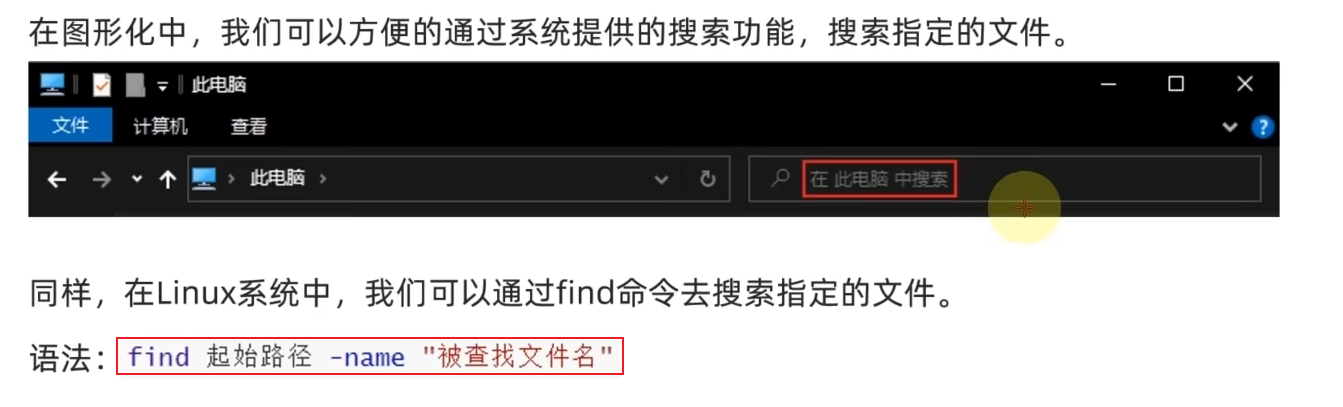 在图形化中，我们可以方便的通过系统提供的搜索功能，搜索指定的文件。
此电脑
文件 计算机 查看
此电脑 在 此电脑 中搜索
同样，在Linux系统中，我们可以通过find命令去搜索指定的文件。
语法：find 起始路径 -name "被查找文件名"